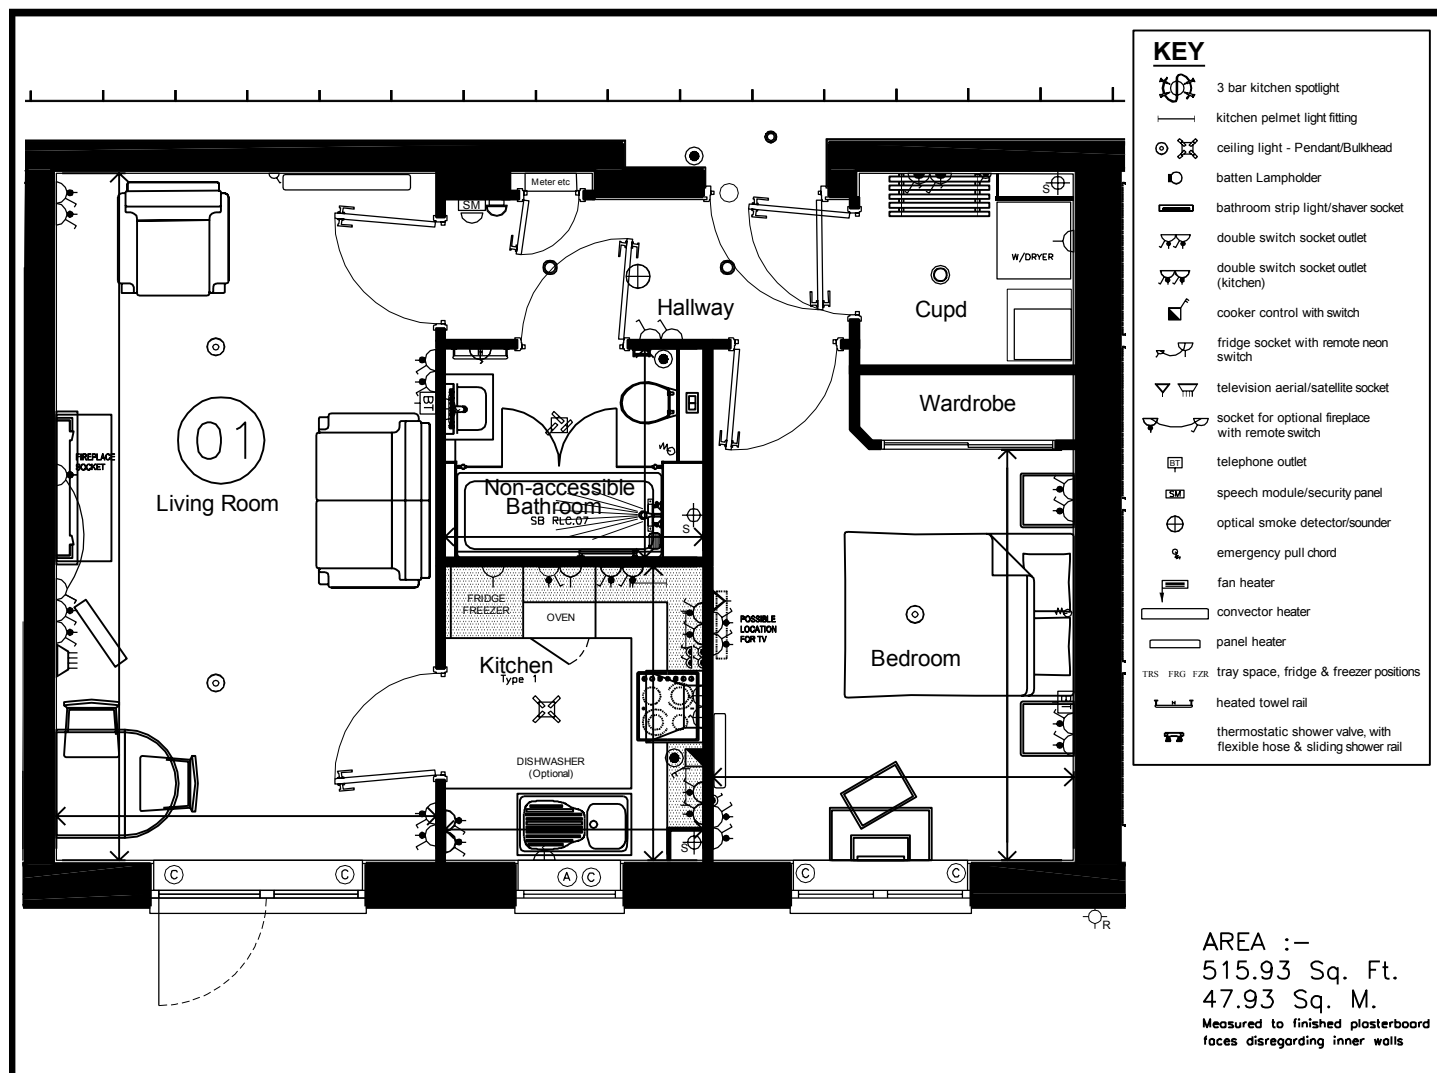 KEY
3 bar kitchen spotlight
kitchen pelmet light fitting
ceiling light - Pendant/Bulkhead
batten Lampholder
bathroom strip light/shaver socket
double switch socket outlet
double switch socket outlet
(kitchen)
cooker control with switch
fridge socket with remote neon
switch
television aerial/satellite socket
socket for optional fireplace
with remote switch
BT telephone outlet
SM speech module/security panel
optical smoke detector/sounder
emergency pull chord
fan heater
convector heater
panel heater
TRS FRG FZR tray space, fridge & freezer positions
heated towel rail
thermostatic shower valve, with
flexible hose & sliding shower rail
Meter etc
SM
S
W/DRYER
Hallway
Cupd
BT
Wardrobe
01
FIREPLACE
SOCKET
Living Room
Non-accessible
Bathroom
SB RLC.07
S
FRIDGE
FREEZER
OVEN
POSSIBLE
LOCATION
FOR TV
Kitchen
Type 1
Bedroom
BT
DISHWASHER
(Optional)
S
C C A C C C
R
AREA :-
515.93 Sq. Ft.
47.93 Sq. M.
Measured to finished plasterboard
faces disregarding inner walls